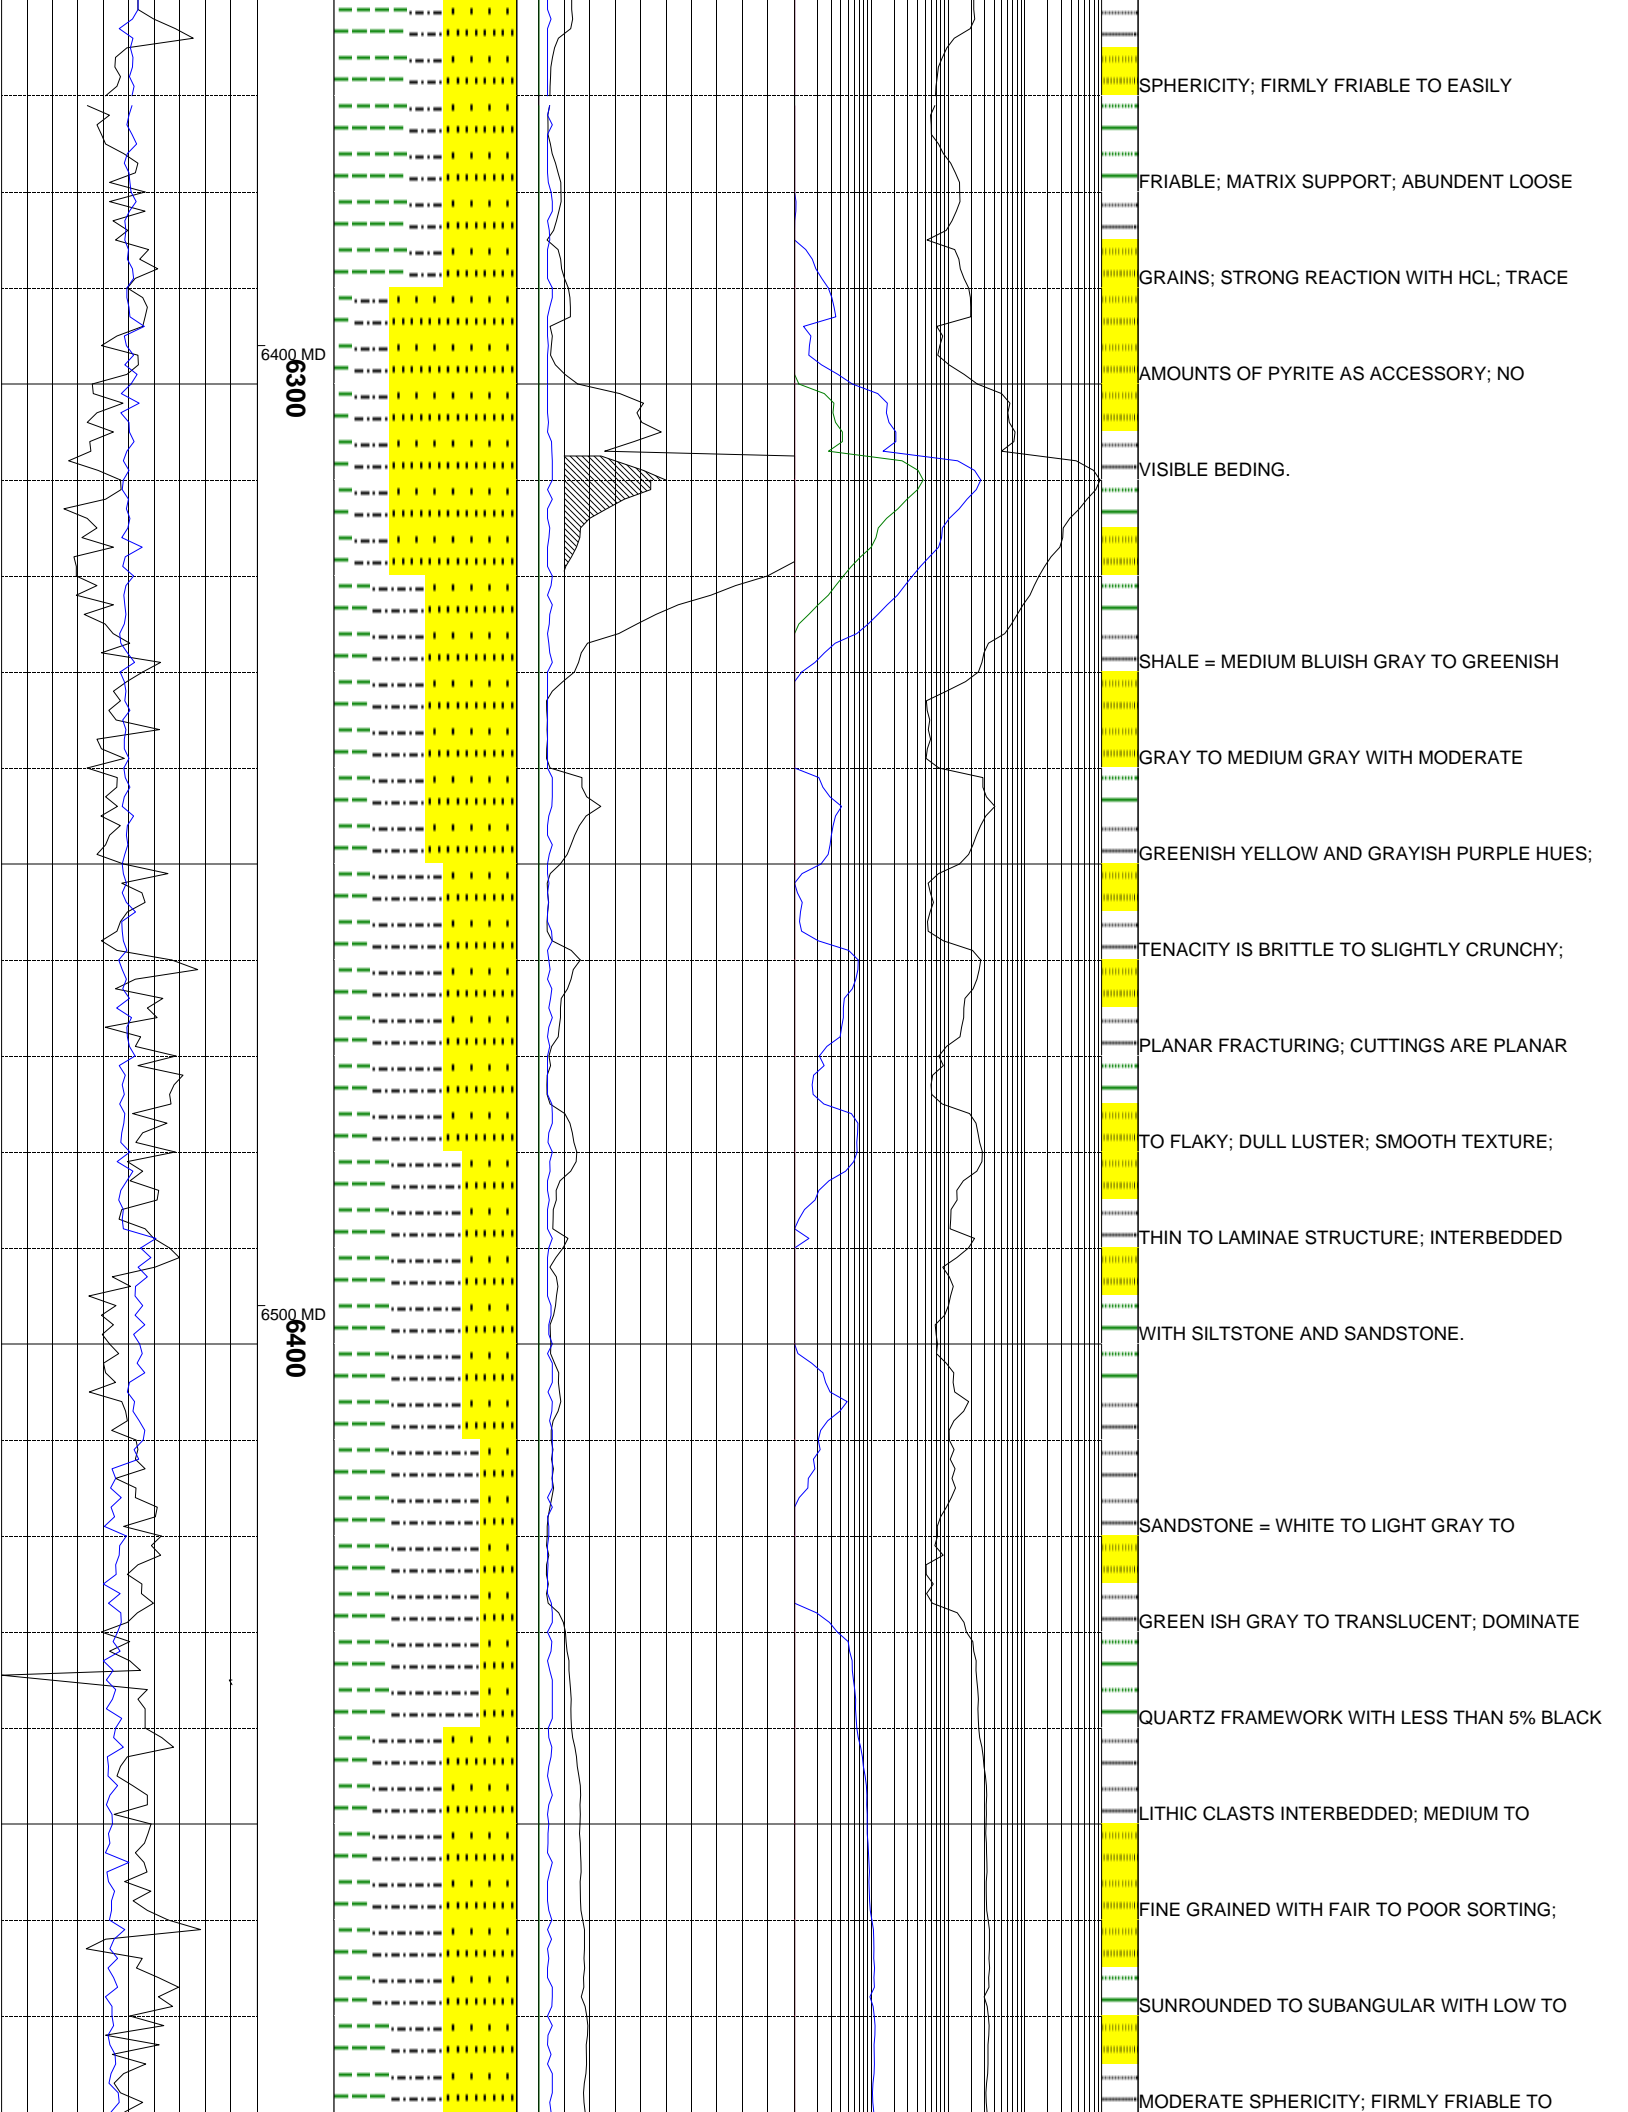 SPHERICITY; FIRMLY FRIABLE TO EASILY
FRIABLE; MATRIX SUPPORT; ABUNDENT LOOSE
GRAINS; STRONG REACTION WITH HCL; TRACE
6400 MD
6300
AMOUNTS OF PYRITE AS ACCESSORY; NO
VISIBLE BEDING.
SHALE = MEDIUM BLUISH GRAY TO GREENISH
GRAY TO MEDIUM GRAY WITH MODERATE
GREENISH YELLOW AND GRAYISH PURPLE HUES;
TENACITY IS BRITTLE TO SLIGHTLY CRUNCHY;
PLANAR FRACTURING; CUTTINGS ARE PLANAR
TO FLAKY; DULL LUSTER; SMOOTH TEXTURE;
THIN TO LAMINAE STRUCTURE; INTERBEDDED
6500 MD
6400
WITH SILTSTONE AND SANDSTONE.
SANDSTONE = WHITE TO LIGHT GRAY TO
GREEN ISH GRAY TO TRANSLUCENT; DOMINATE
QUARTZ FRAMEWORK WITH LESS THAN 5% BLACK
LITHIC CLASTS INTERBEDDED; MEDIUM TO
FINE GRAINED WITH FAIR TO POOR SORTING;
SUNROUNDED TO SUBANGULAR WITH LOW TO
MODERATE SPHERICITY; FIRMLY FRIABLE TO